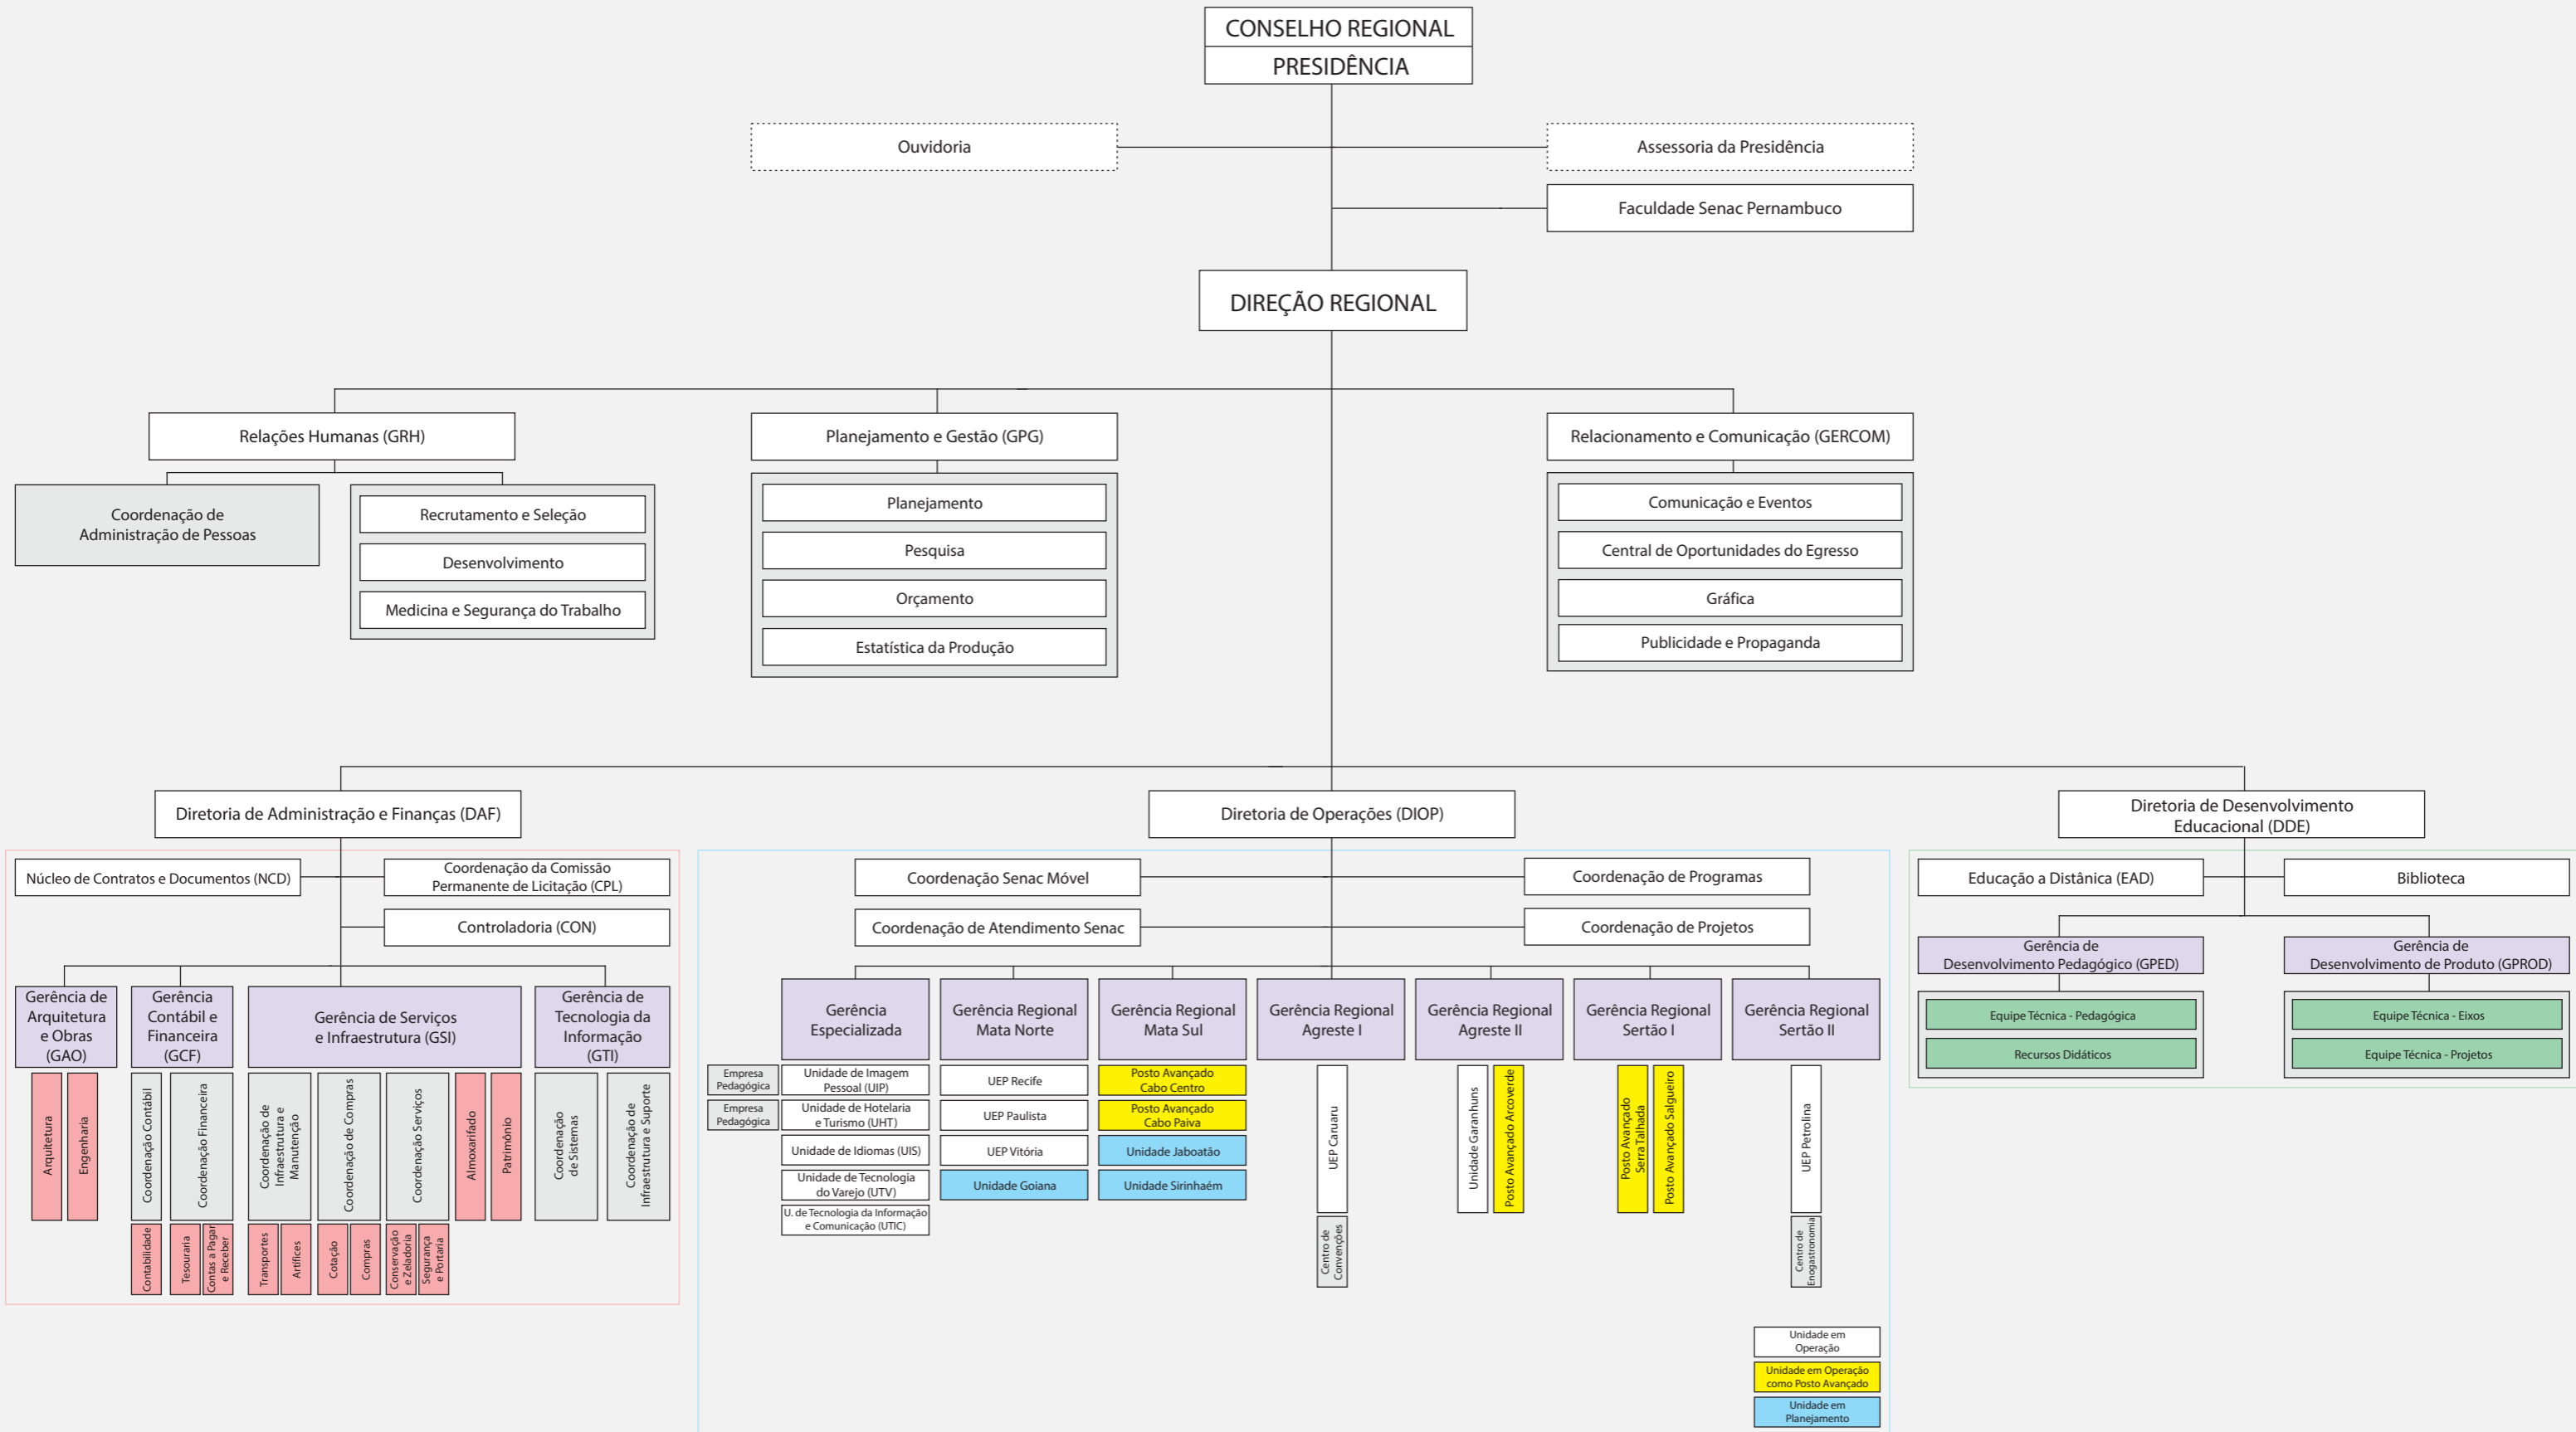 CONSELHO REGIONAL
PRESIDÊNCIA
Ouvidoria
Assessoria da Presidência
Faculdade Senac Pernambuco
DIREÇÃO REGIONAL
Relações Humanas (GRH)
Planejamento e Gestão (GPG)
Relacionamento e Comunicação (GERCOM)
Coordenação de
Administração de Pessoas
Recrutamento e Seleção
Desenvolvimento
Medicina e Segurança do Trabalho
Planejamento
Pesquisa
Orçamento
Estatística da Produção
Comunicação e Eventos
Central de Oportunidades do Egresso
Gráfica
Publicidade e Propaganda
Diretoria de Administração e Finanças (DAF)
Diretoria de Operações (DIOP)
Diretoria de Desenvolvimento
Educacional (DDE)
Núcleo de Contratos e Documentos (NCD)
Coordenação da Comissão
Permanente de Licitação (CPL)
Controladoria (CON)
Gerência de
Arquitetura
e Obras
(GAO)
Gerência
Contábil e
Financeira
(GCF)
Gerência de Serviços
e Infraestrutura (GSI)
Gerência de
Tecnologia da
Informação
(GTI)
Arquitetura
Engenharia
Coordenação Contábil
Coordenação Financeira
Coordenação de
Infraestrutura e
Manutenção
Coordenação de Compras
Coordenação Serviços
Almoxarifado
Patrimônio
Coordenação
de Sistemas
Coordenação de
Infraestrutura e Suporte
Contabilidade
Tesouraria
Contas a Pagar
e Receber
Transportes
Artífices
Cotação
Compras
Conservação
e Zeladoria
Segurança
e Portaria
Coordenação Senac Móvel
Coordenação de Programas
Coordenação de Atendimento Senac
Coordenação de Projetos
Gerência
Especializada
Gerência Regional
Mata Norte
Gerência Regional
Mata Sul
Gerência Regional
Agreste I
Gerência Regional
Agreste II
Gerência Regional
Sertão I
Gerência Regional
Sertão II
Empresa
Pedagógica
Unidade de Imagem
Pessoal (UIP)
Empresa
Pedagógica
Unidade de Hotelaria
e Turismo (UHT)
Unidade de Idiomas (UIS)
Unidade de Tecnologia
do Varejo (UTV)
U. de Tecnologia da Informação
e Comunicação (UTIC)
UEP Recife
UEP Paulista
UEP Vitória
Unidade Goiana
Posto Avançado
Cabo Centro
Posto Avançado
Cabo Paiva
Unidade Jaboatão
Unidade Sirinhaém
UEP Caruaru
Centro de
Convenções
Unidade Garanhuns
Posto Avançado Arcoverde
Posto Avançado
Serra Talhada
Posto Avançado Salgueiro
UEP Petrolina
Centro de
Enogastronomia
Educação a Distânica (EAD)
Biblioteca
Gerência de
Desenvolvimento Pedagógico (GPED)
Gerência de
Desenvolvimento de Produto (GPROD)
Equipe Técnica - Pedagógica
Recursos Didáticos
Equipe Técnica - Eixos
Equipe Técnica - Projetos
Unidade em
Operação
Unidade em Operação
como Posto Avançado
Unidade em
Planejamento